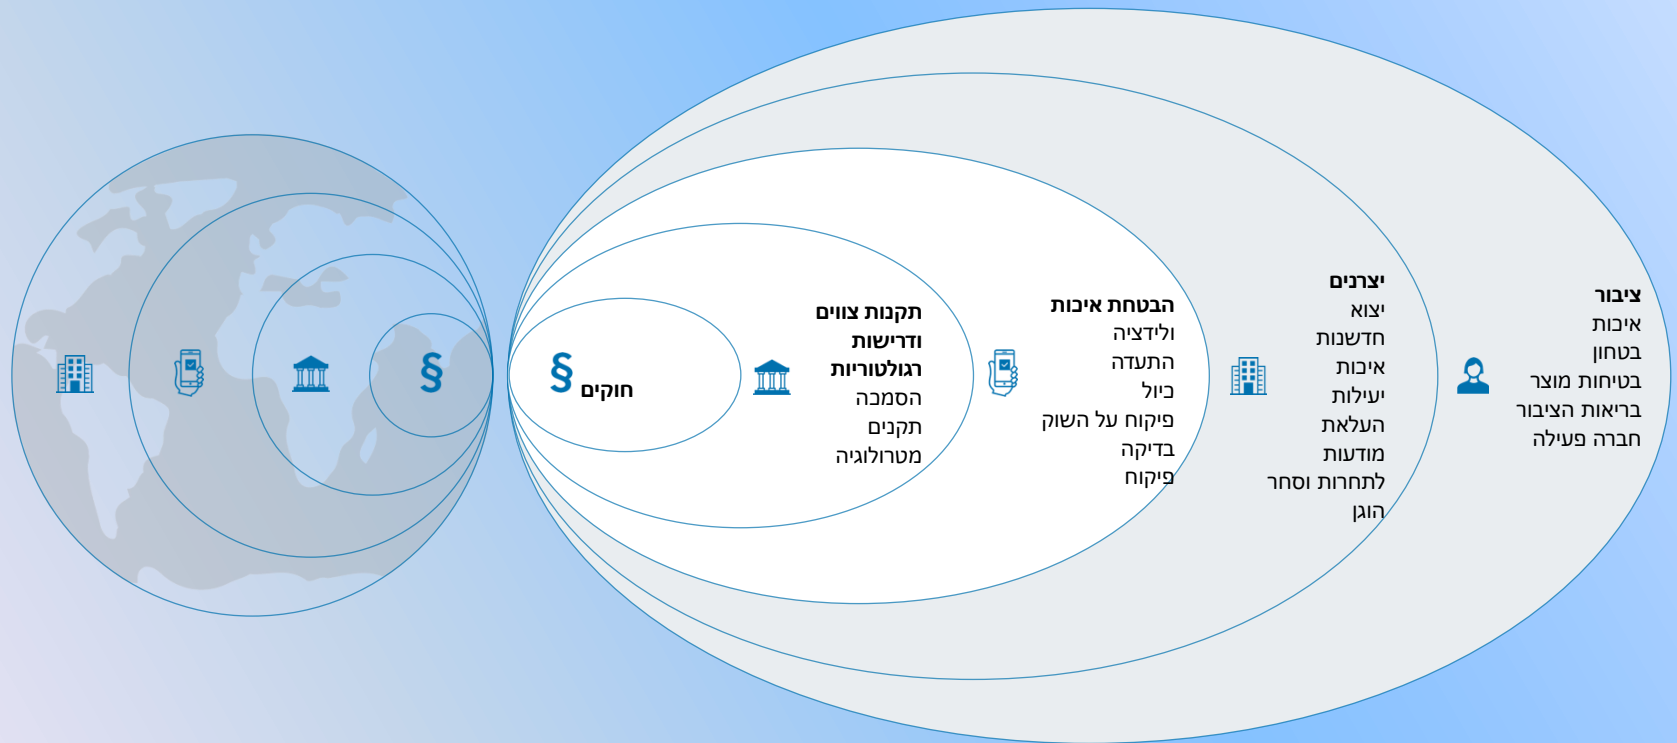 § חוקים
תקנות צווים
ודרישות
רגולטוריות
הסמכה
תקנים
מטרולוגיה
הבטחת איכות
ולידציה
התעדה
כיול
פיקוח על השוק
בדיקה
פיקוח
יצרנים
יצוא
חדשנות
איכות
יעילות
העלאת
מודעות
לתחרות וסחר
הוגן
ציבור
איכות
בטחון
בטיחות מוצר
בריאות הציבור
חברה פעילה
§